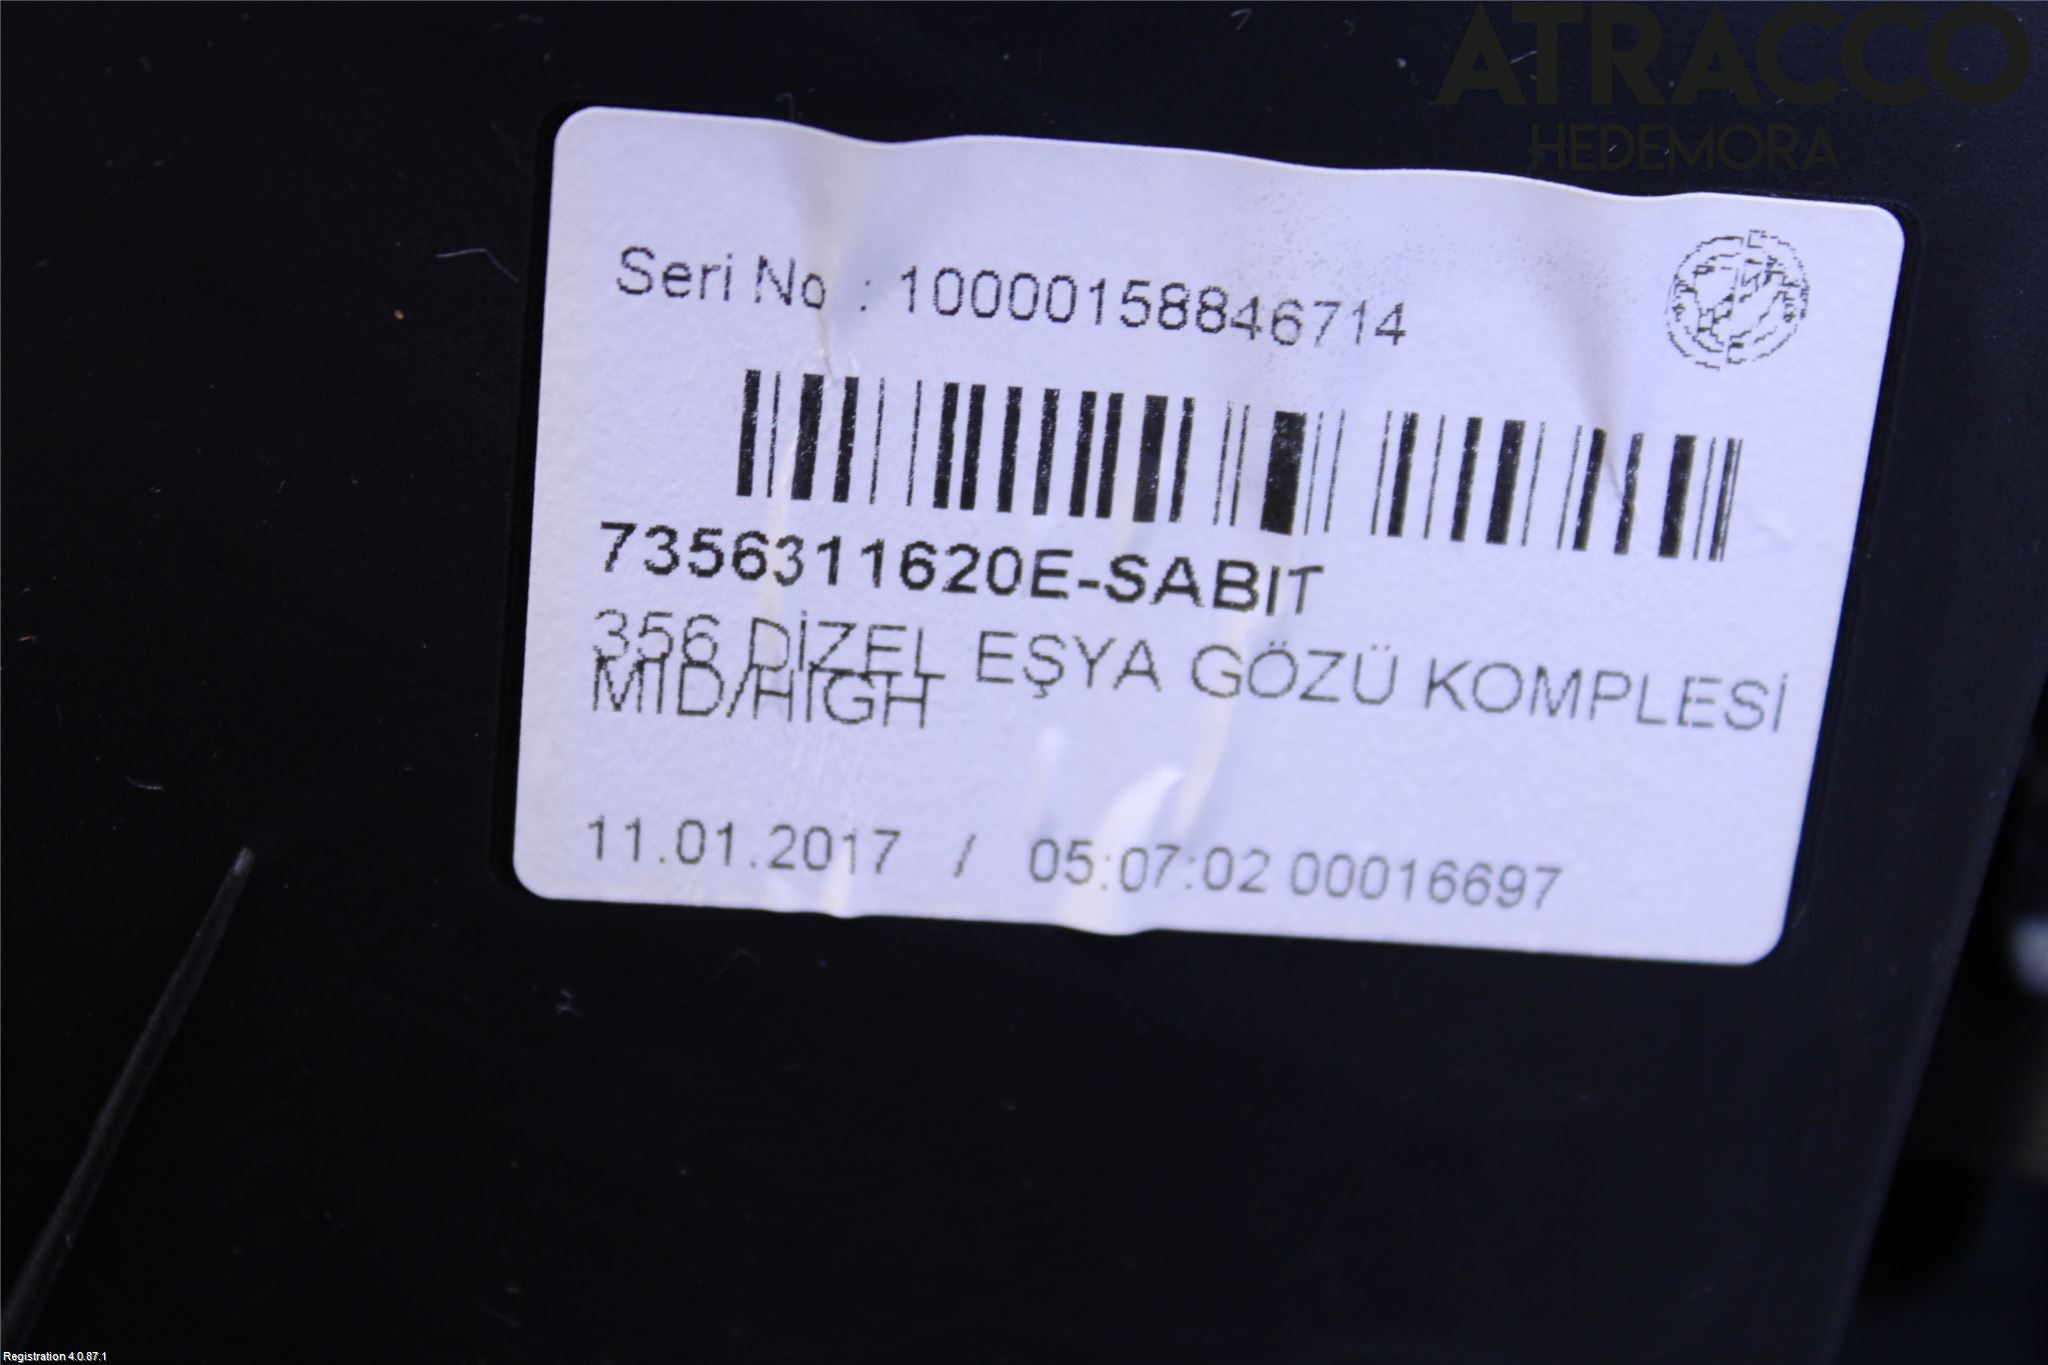 ATRACCO
HEDEMORA
Seri No : 10000158846714
7356311620E-SABIT
356 DİZEL EŞYA GÖZÜ KOMPLESİ
MID/HIGH
11.01.2017 / 05:07:02 00016697
Registration 4.0.87.1